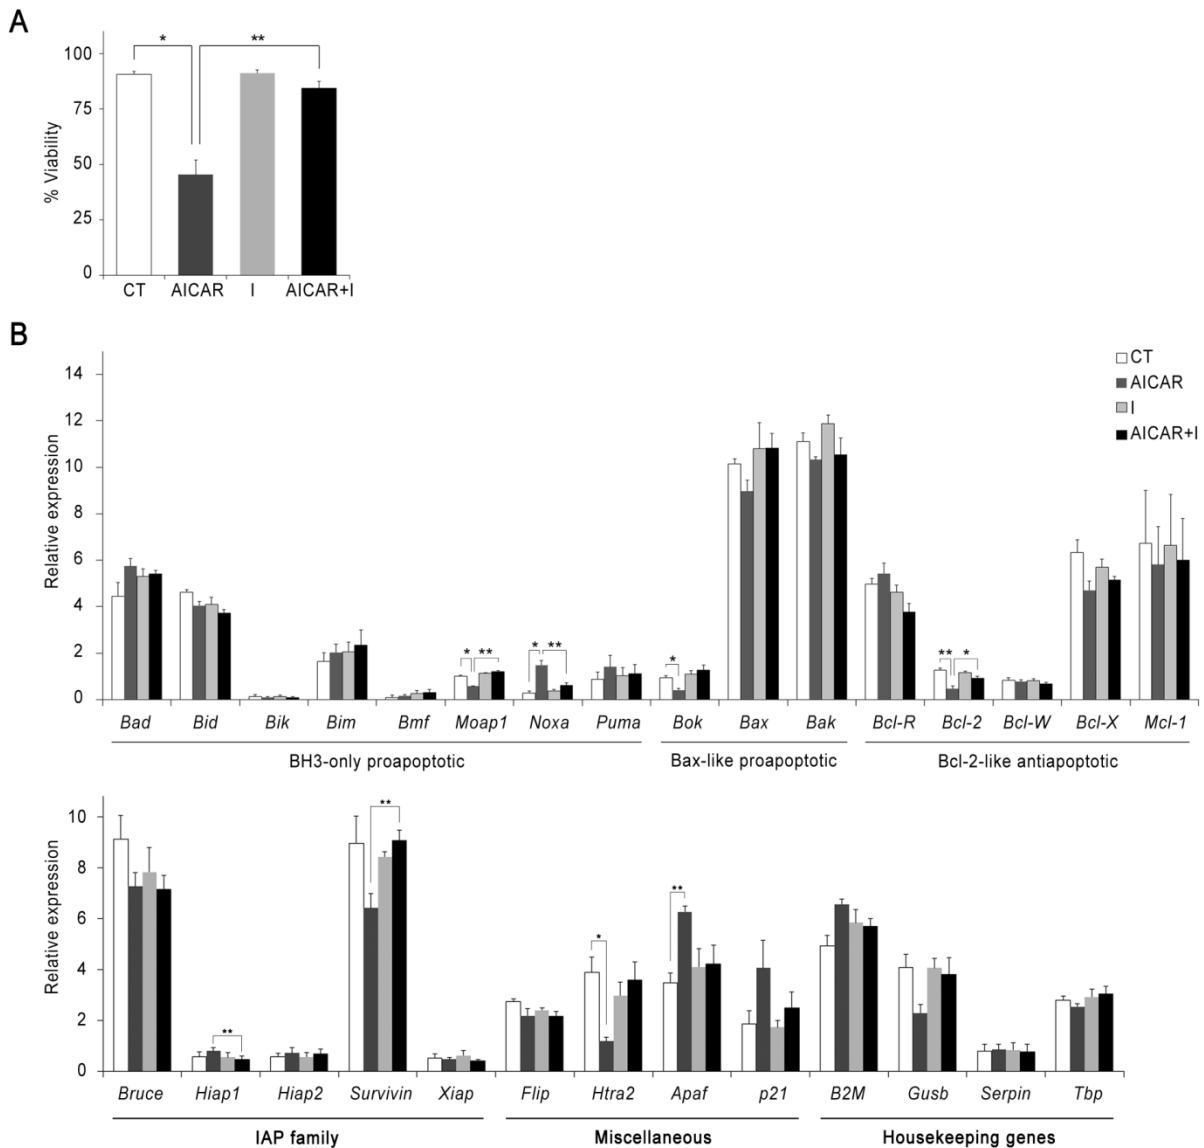 A
* **
100
75
50
25
0
% Viability
CT AICAR I AICAR+I
B
CT
AICAR
I
AICAR+I
14
12
10
8
6
4
2
0
Relative expression
* ** * ** * ** *
Bad Bid Bik Bim Bmf Moap1 Noxa Puma Bok Bax Bak Bcl-R Bcl-2 Bcl-W Bcl-X Mcl-1
BH3-only proapoptotic Bax-like proapoptotic Bcl-2-like antiapoptotic
10
8
6
4
2
0
Relative expression
** ** * **
Bruce Hiap1 Hiap2 Survivin Xiap Flip Htra2 Apaf p21 B2M Gusb Serpin Tbp
IAP family Miscellaneous Housekeeping genes